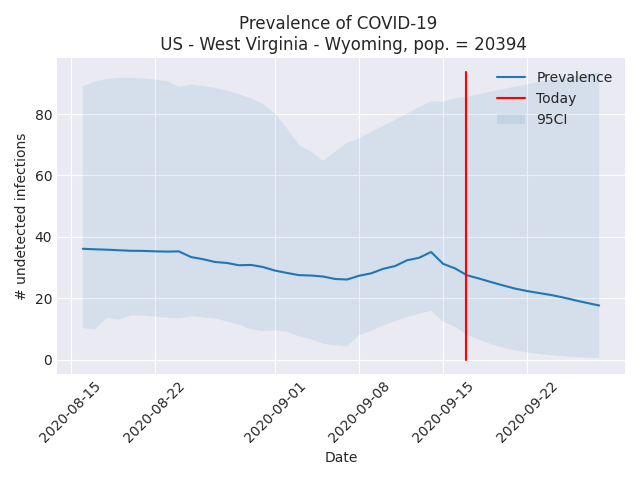 Prevalence of COVID-19
US - West Virginia - Wyoming, pop. = 20394
Prevalence
Today
95CI
# undetected infections
80
60
40
20
0
2020-08-15
2020-08-22
2020-09-01
2020-09-08
2020-09-15
2020-09-22
Date